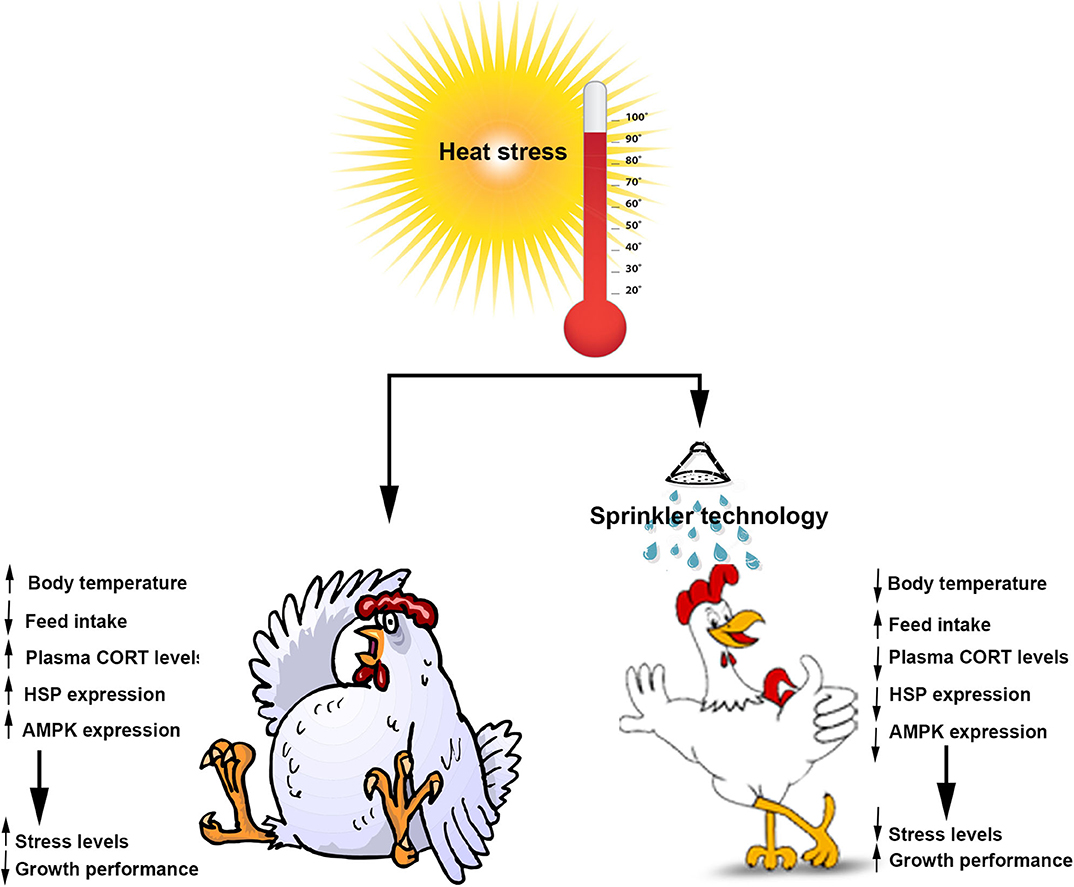 Heat stress
100°
90°
80°
70°
60°
50°
40°
30°
20°
Sprinkler technology
↑ Body temperature
↓ Feed intake
↑ Plasma CORT levels
↑ HSP expression
↑ AMPK expression
↑ Stress levels
↓ Growth performance
↓ Body temperature
↑ Feed intake
↓ Plasma CORT levels
↓ HSP expression
↓ AMPK expression
↓ Stress levels
↑ Growth performance